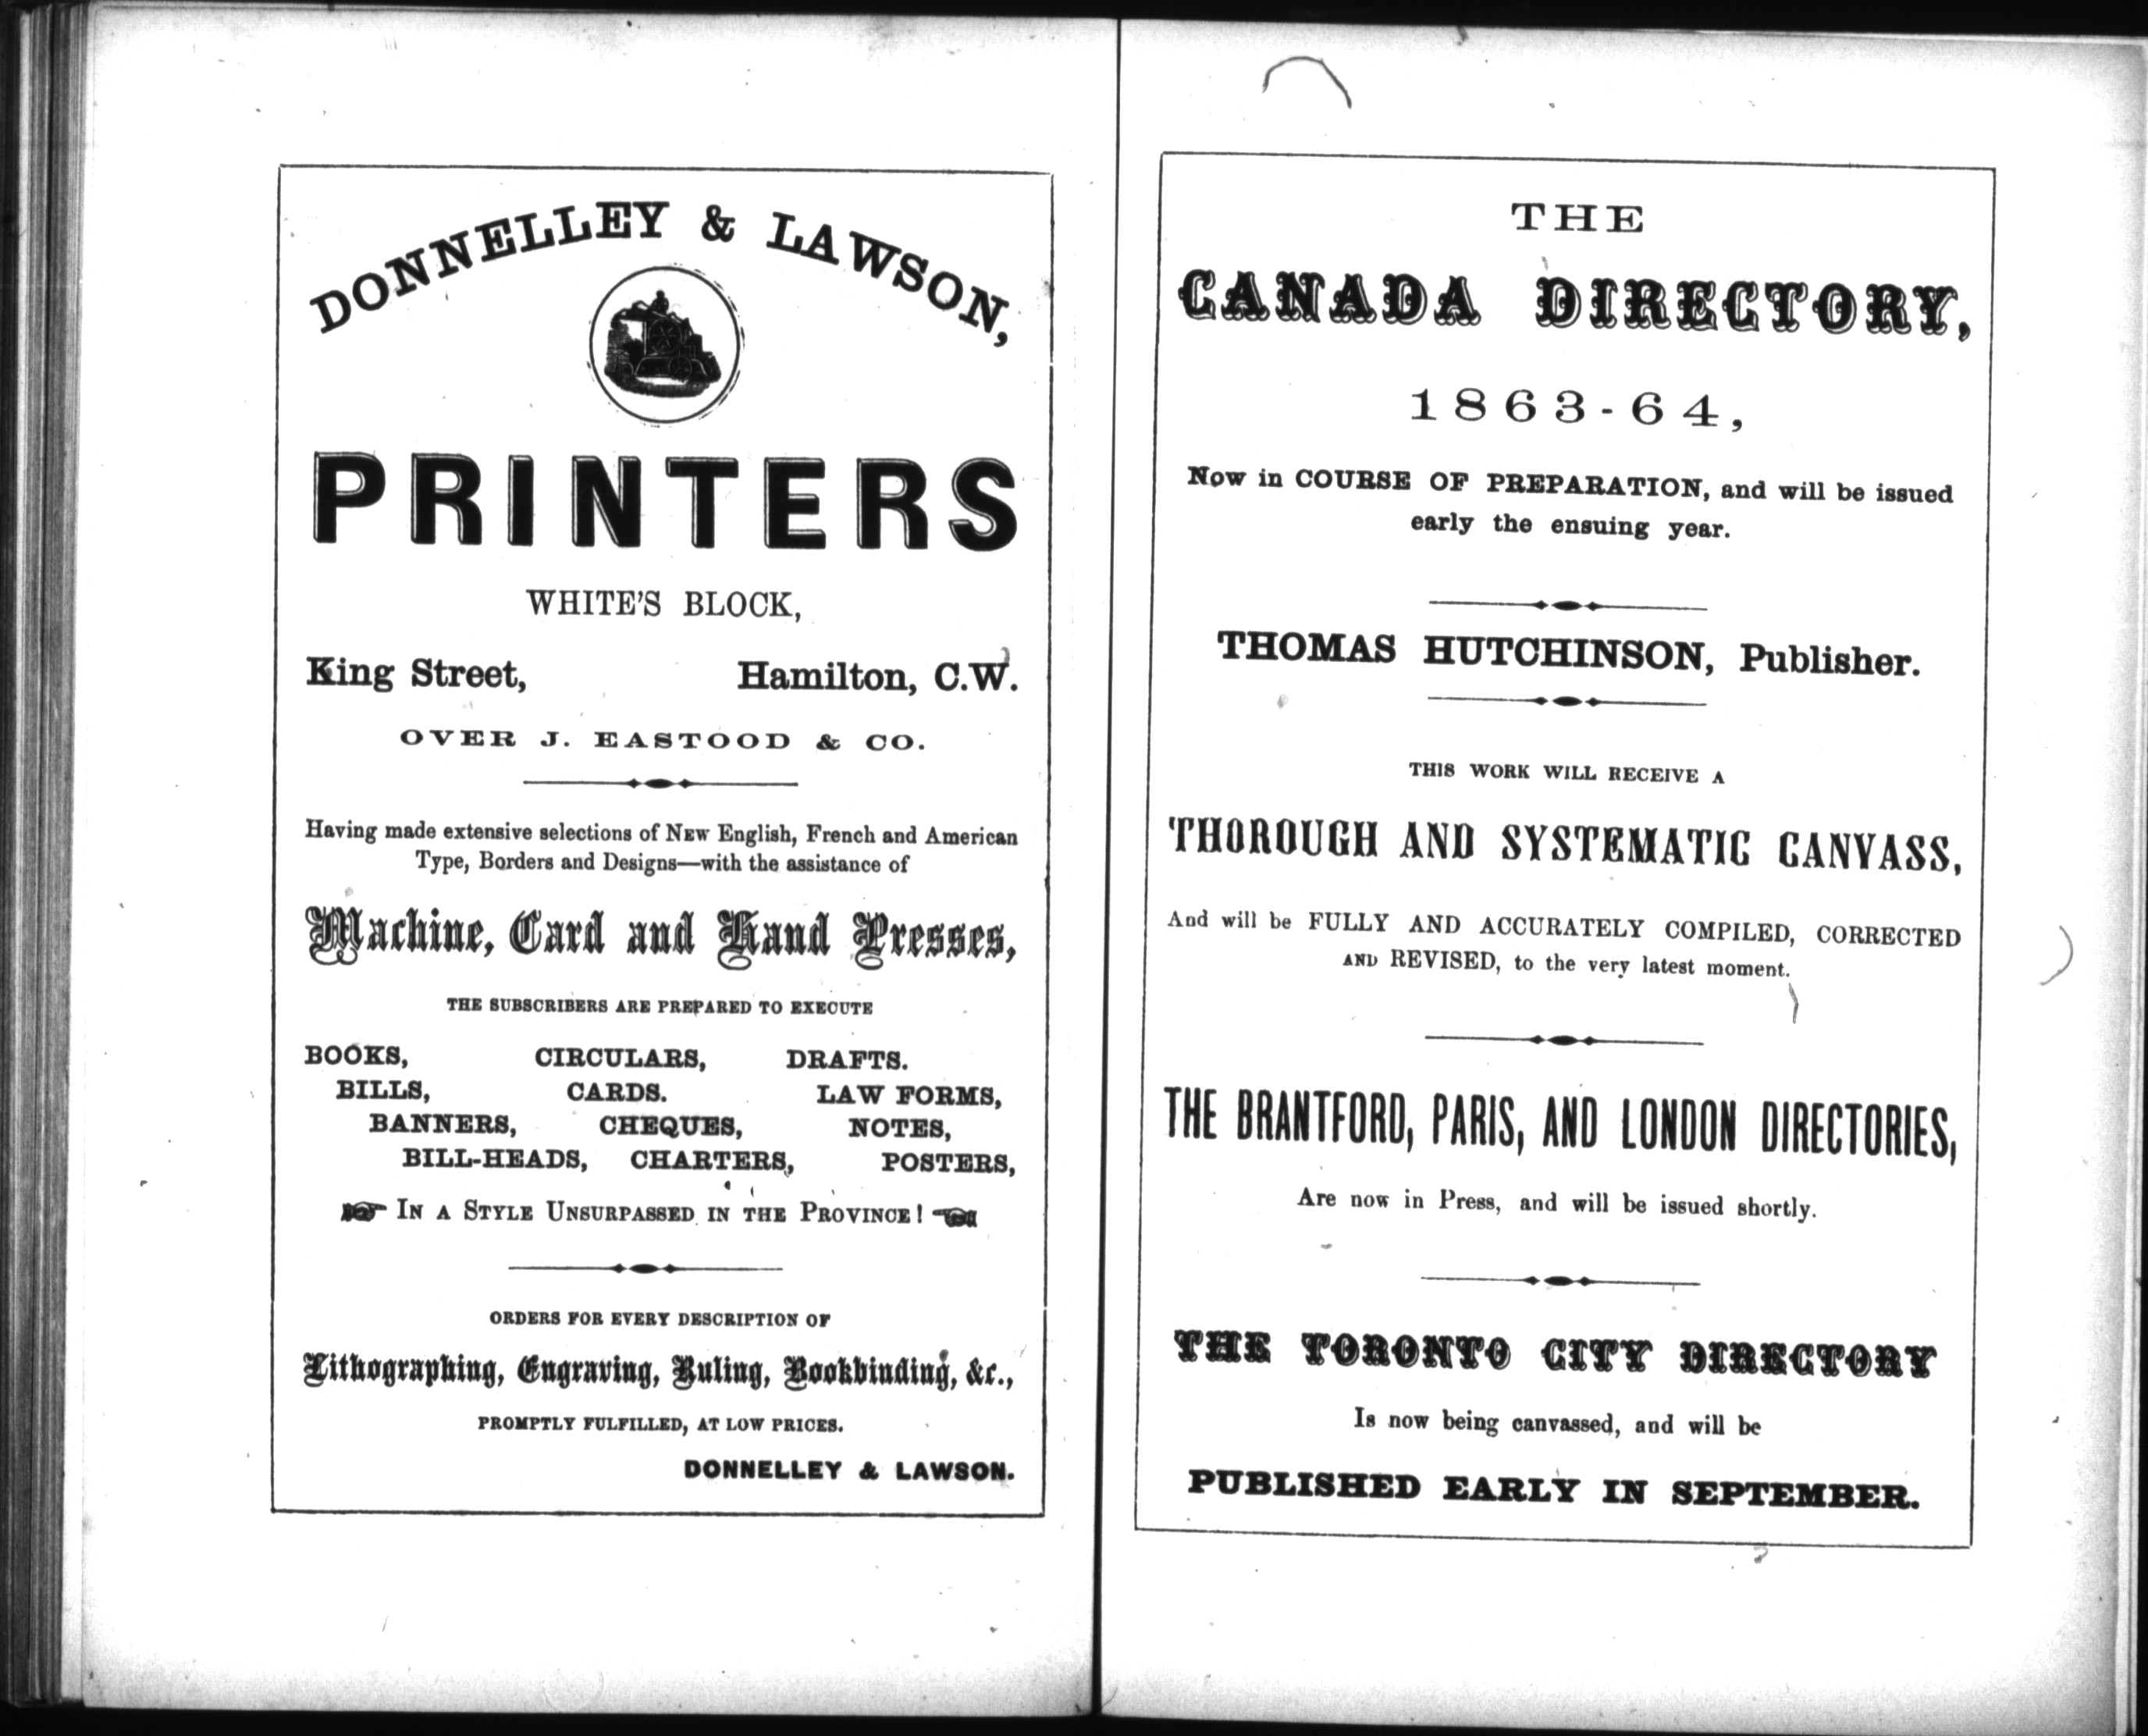 DONNELLEY & LAWSON,
PRINTERS
WHITE'S BLOCK,
King Street, Hamilton, C.W.
OVER J. EASTOOD & CO.
Having made extensive selections of NEW English, French and American
Type, Borders and Designs—with the assistance of
Machine, Card and Hand Presses,
THE SUBSCRIBERS ARE PREPARED TO EXECUTE
BOOKS, CIRCULARS, DRAFTS.
BILLS, CARDS. LAW FORMS,
BANNERS, CHEQUES, NOTES,
BILL-HEADS, CHARTERS, POSTERS,
IN A STYLE UNSURPASSED IN THE PROVINCE!
ORDERS FOR EVERY DESCRIPTION OF
Lithographing, Engraving, Ruling, Bookbinding, &c.,
PROMPTLY FULFILLED, AT LOW PRICES.
DONNELLEY & LAWSON.
THE
CANADA DIRECTORY,
1863-64,
Now in COURSE OF PREPARATION, and will be issued
early the ensuing year.
THOMAS HUTCHINSON, Publisher.
THIS WORK WILL RECEIVE A
THOROUGH AND SYSTEMATIC CANVASS,
And will be FULLY AND ACCURATELY COMPILED, CORRECTED
AND REVISED, to the very latest moment.
THE BRANTFORD, PARIS, AND LONDON DIRECTORIES,
Are now in Press, and will be issued shortly.
THE TORONTO CITY DIRECTORY
Is now being canvassed, and will be
PUBLISHED EARLY IN SEPTEMBER.